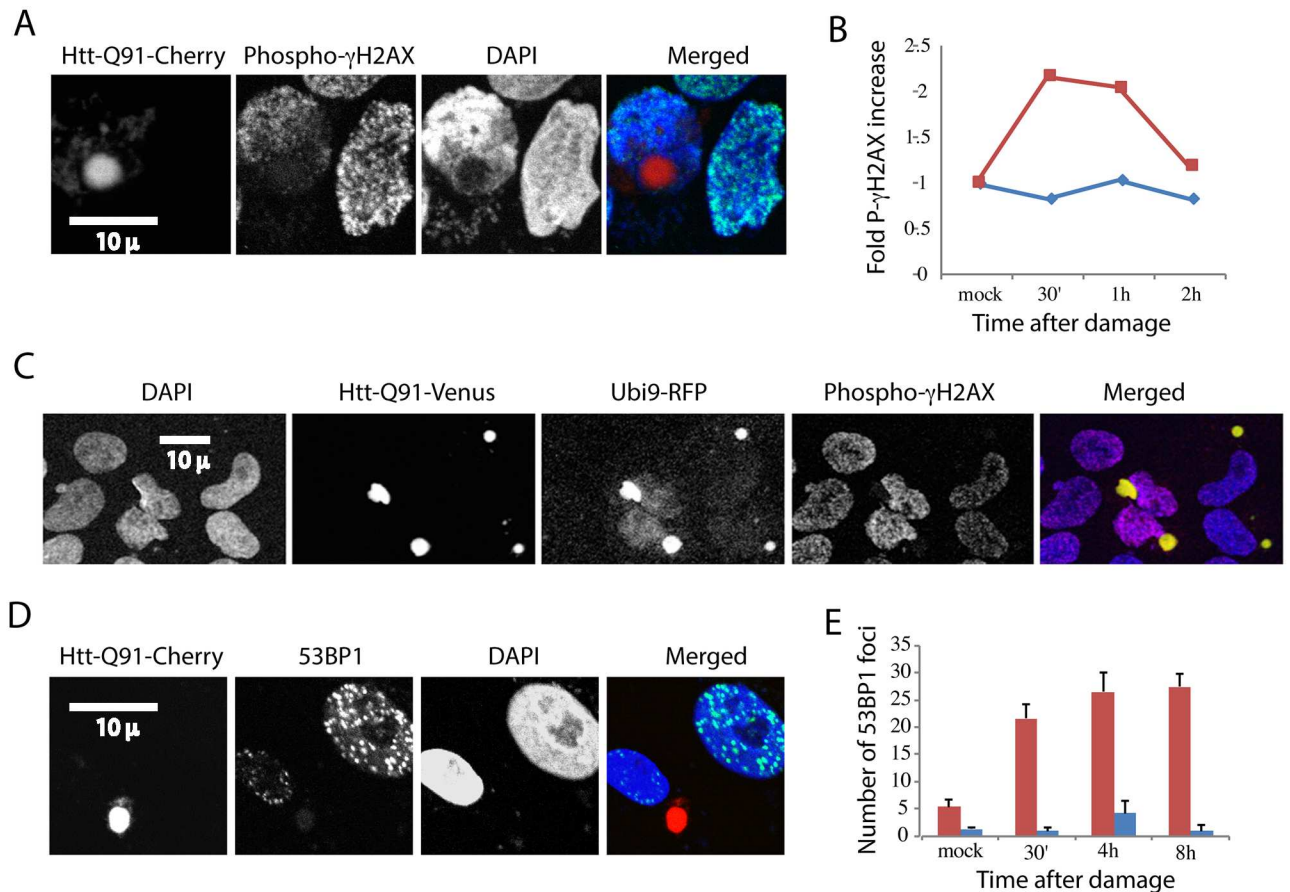 A
Htt-Q91-Cherry Phospho-γH2AX DAPI Merged
10 μ
B
Fold P-γH2AX increase
2·5
-2
1·5
-1
0·5
-0
mock 30' 1h 2h
Time after damage
C
DAPI Htt-Q91-Venus Ubi9-RFP Phospho-γH2AX Merged
10 μ
D
Htt-Q91-Cherry 53BP1 DAPI Merged
10 μ
E
Number of 53BP1 foci
35
30
25
20
15
10
5
0
mock 30' 4h 8h
Time after damage